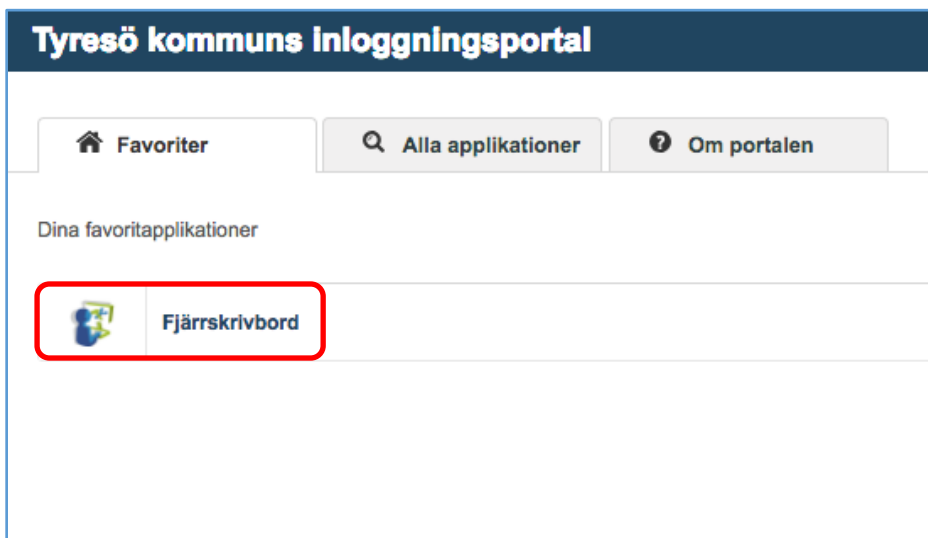 Tyresö kommuns inloggningsportal
Favoriter Alla applikationer Om portalen
Dina favoritapplikationer
Fjärrskrivbord